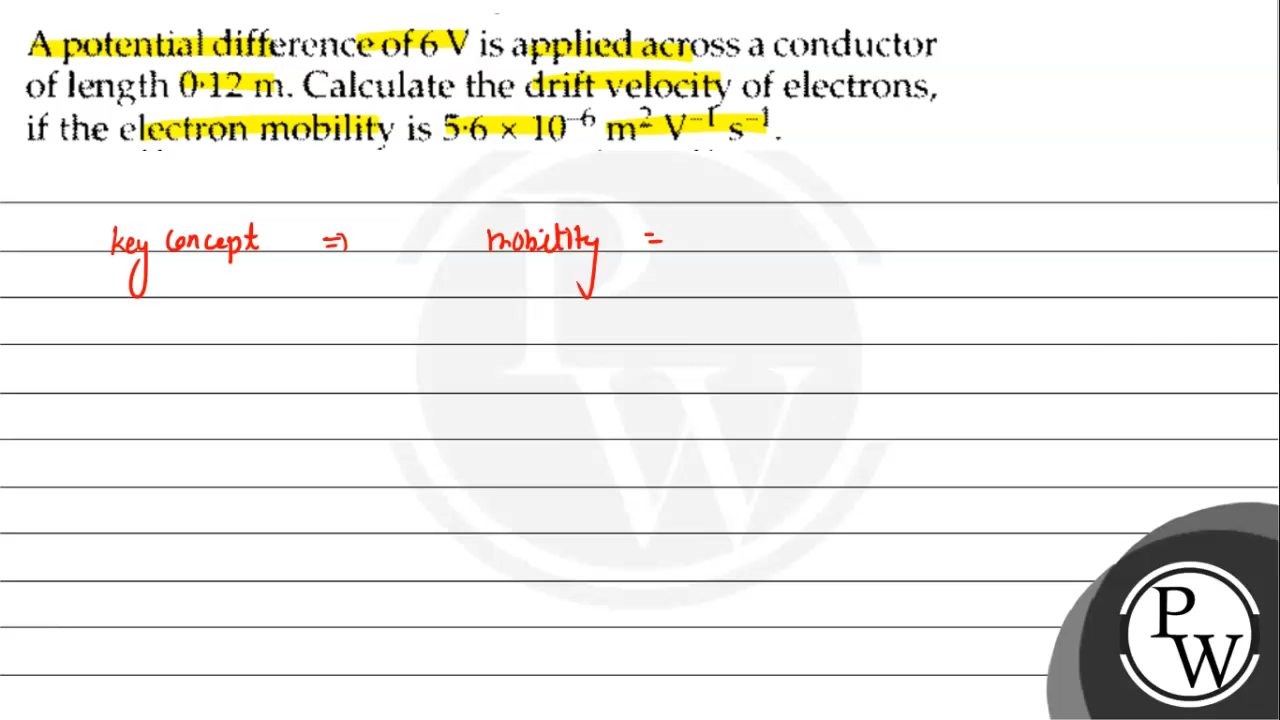 A potential difference of 6 V is applied across a conductor
of length 0·12 m. Calculate the drift velocity of electrons,
if the electron mobility is 5·6 × 10⁻⁶ m² V⁻¹ s⁻¹.
key concept ⇒ mobility =
P
W
P
W